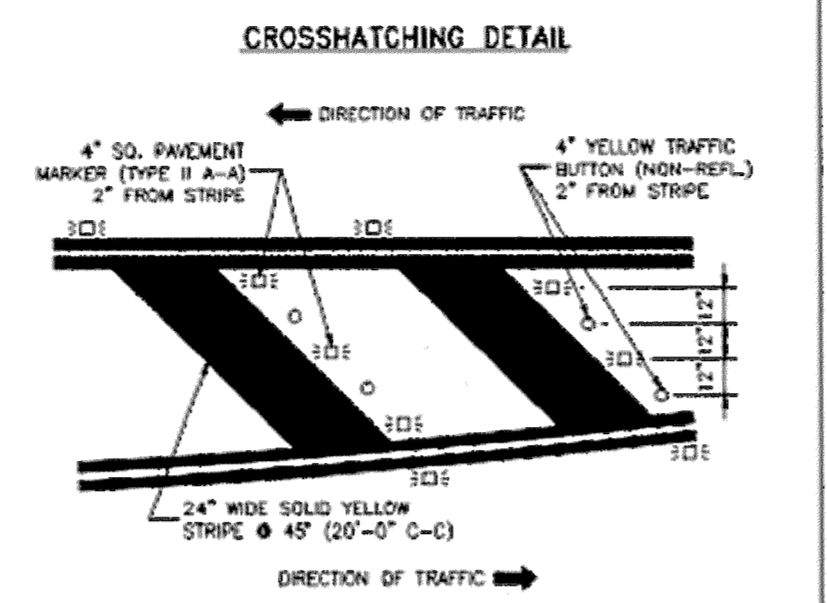 CROSSHATCHING DETAIL
DIRECTION OF TRAFFIC
4" SQ. PAVEMENT
MARKER (TYPE II A-A)
2" FROM STRIPE
4" YELLOW TRAFFIC
BUTTON (NON-REFL.)
2" FROM STRIPE
12"
12"
12"
24" WIDE SOLID YELLOW
STRIPE @ 45° (20'-0" C-C)
DIRECTION OF TRAFFIC